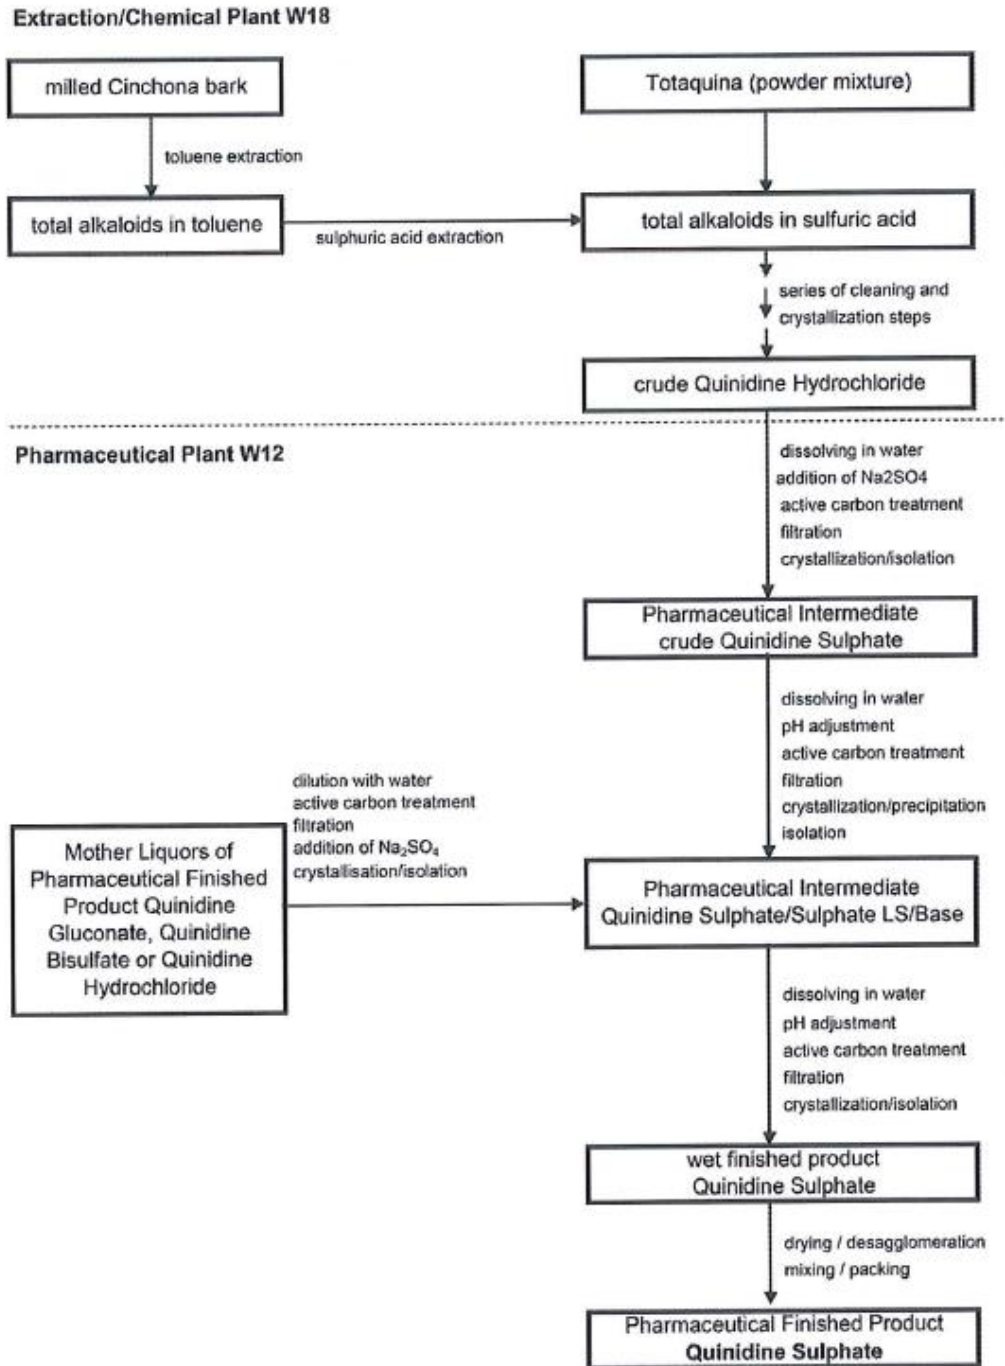 Extraction/Chemical Plant W18
milled Cinchona bark
Totaquina (powder mixture)
toluene extraction
total alkaloids in toluene
sulphuric acid extraction
total alkaloids in sulfuric acid
series of cleaning and
crystallization steps
crude Quinidine Hydrochloride
Pharmaceutical Plant W12
dissolving in water
addition of Na2SO4
active carbon treatment
filtration
crystallization/isolation
Pharmaceutical Intermediate
crude Quinidine Sulphate
dissolving in water
pH adjustment
active carbon treatment
filtration
crystallization/precipitation
isolation
dilution with water
active carbon treatment
filtration
addition of Na₂SO₄
crystallisation/isolation
Mother Liquors of
Pharmaceutical Finished
Product Quinidine
Gluconate, Quinidine
Bisulfate or Quinidine
Hydrochloride
Pharmaceutical Intermediate
Quinidine Sulphate/Sulphate LS/Base
dissolving in water
pH adjustment
active carbon treatment
filtration
crystallization/isolation
wet finished product
Quinidine Sulphate
drying / desagglomeration
mixing / packing
Pharmaceutical Finished Product
Quinidine Sulphate